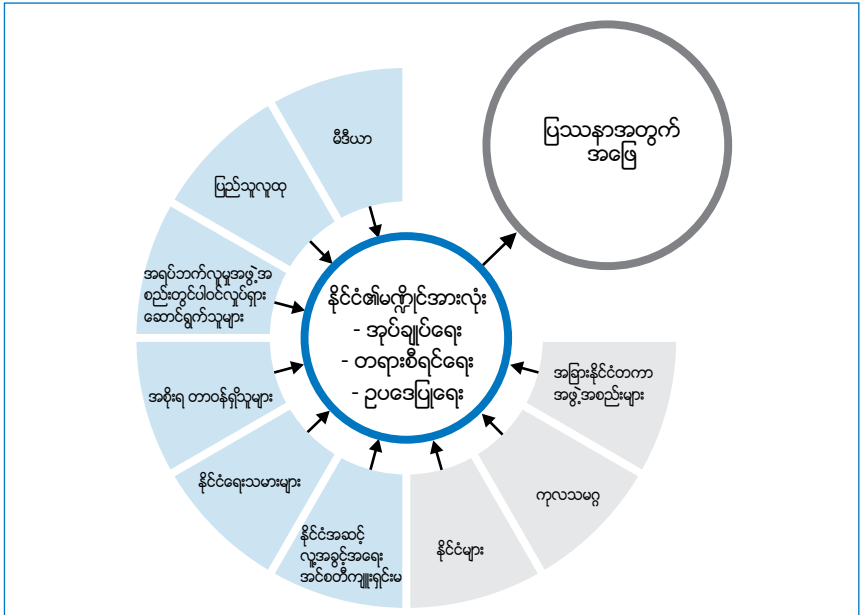 မီဒီယာ
ပြည်သူလူထု
အရပ်ဘက်လူမှုအဖွဲ့အ
စည်းတွင်ပါဝင်လှုပ်ရှား
ဆောင်ရွက်သူများ
အစိုးရ တာဝန်ရှိသူများ
နိုင်ငံရေးသမားများ
နိုင်ငံအဆင့်
လူ့အခွင့်အရေး
အင်စတီကျူးရှင်းမ
နိုင်ငံများ
ကုလသမဂ္ဂ
အခြားနိုင်ငံတကာ
အဖွဲ့အစည်းများ
နိုင်ငံ၏မဏ္ဍိုင်အားလုံး
- အုပ်ချုပ်ရေး
- တရားစီရင်ရေး
- ဥပဒေပြုရေး
ပြဿနာအတွက်
အဖြေ